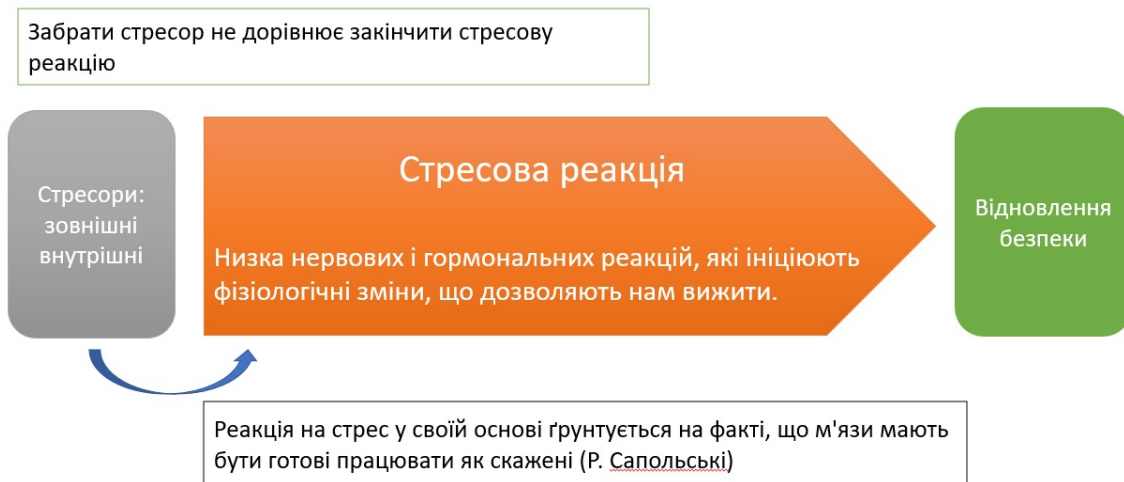 Забрати стресор не дорівнює закінчити стресову
реакцію
Стресори:
зовнішні
внутрішні
Стресова реакція
Низка нервових і гормональних реакцій, які ініціюють
фізіологічні зміни, що дозволяють нам вижити.
Відновлення
безпеки
Реакція на стрес у своїй основі ґрунтується на факті, що м'язи мають
бути готові працювати як скажені (Р. Сапольські)